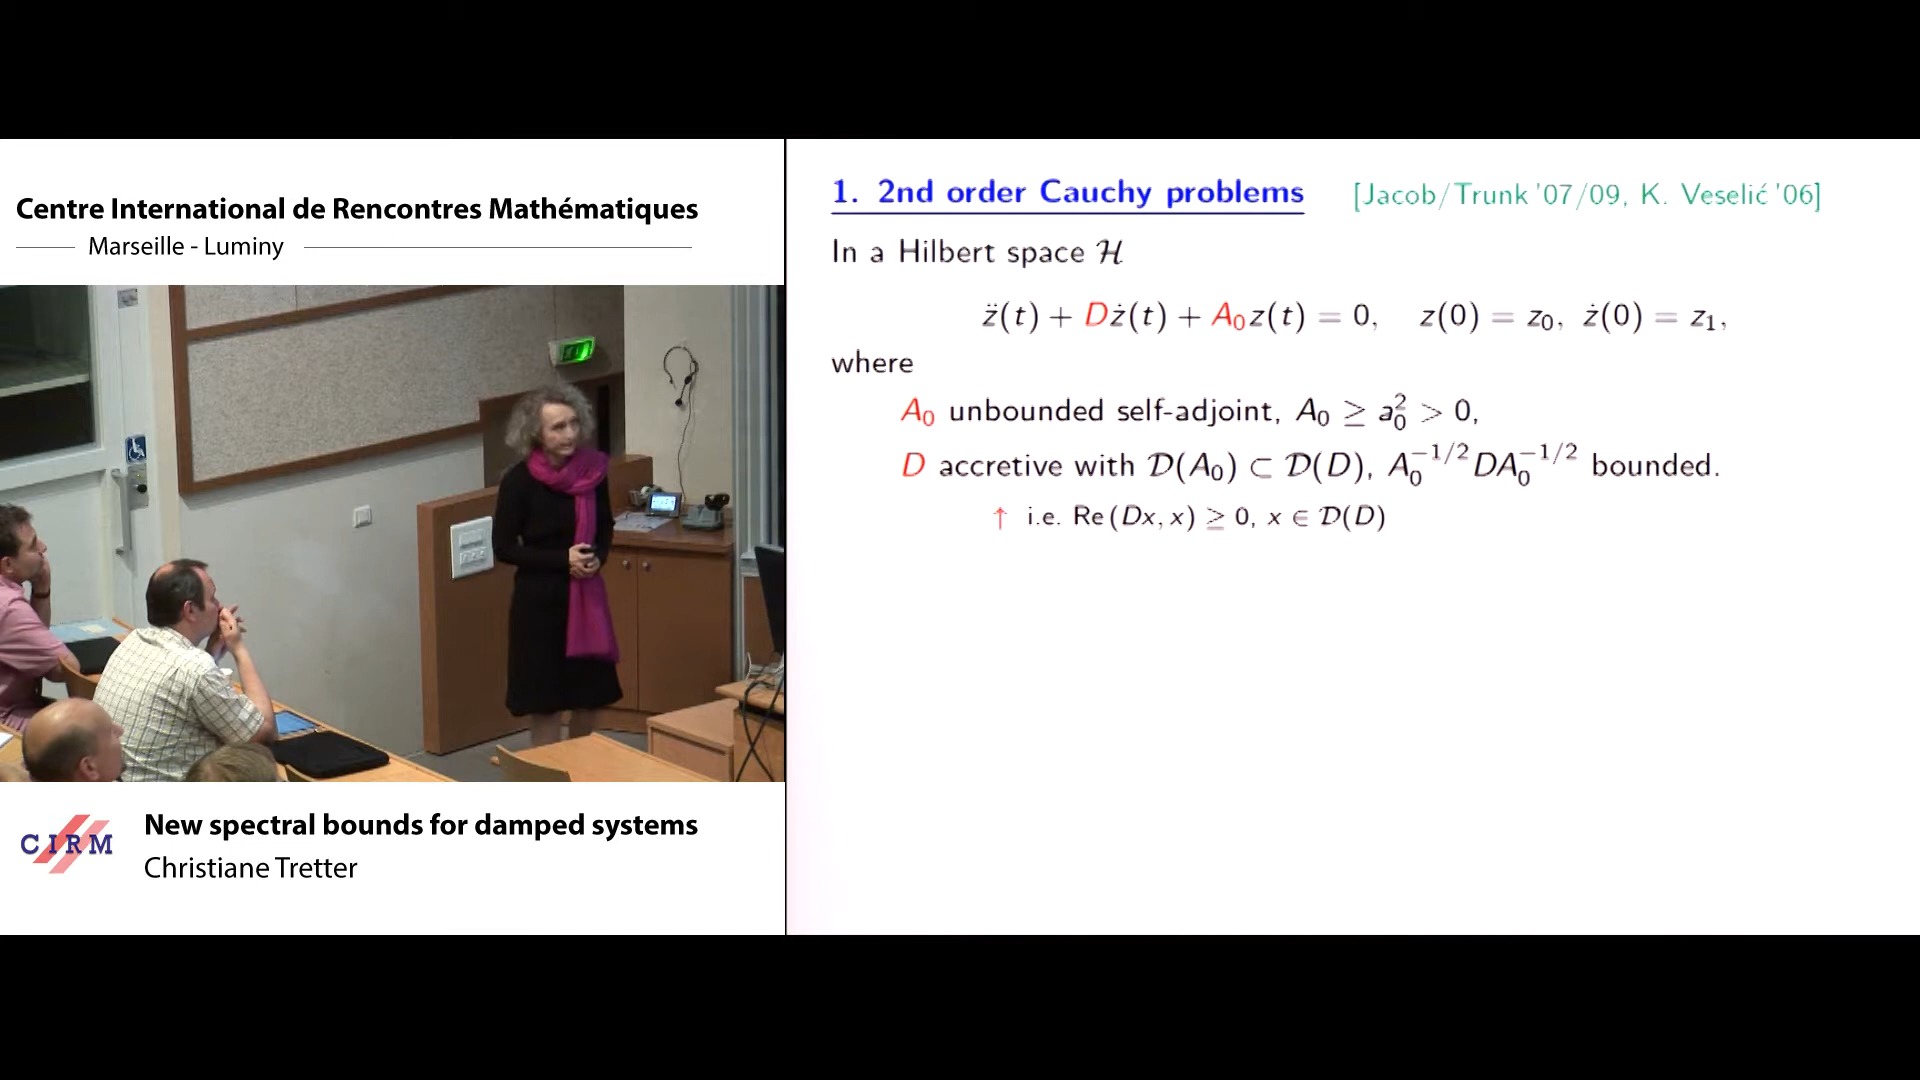 Centre International de Rencontres Mathématiques
Marseille - Luminy
New spectral bounds for damped systems
Christiane Tretter
CIRM
1. 2nd order Cauchy problems [Jacob/Trunk '07/09, K. Veselić '06]
In a Hilbert space ℋ
z̈(t) + Dż(t) + A₀z(t) = 0, z(0) = z₀, ż(0) = z₁,
where
A₀ unbounded self-adjoint, A₀ ≥ a₀² > 0,
D accretive with 𝒟(A₀) ⊂ 𝒟(D), A₀^{-1/2}DA₀^{-1/2} bounded.
↑ i.e. Re(Dx, x) ≥ 0, x ∈ 𝒟(D)